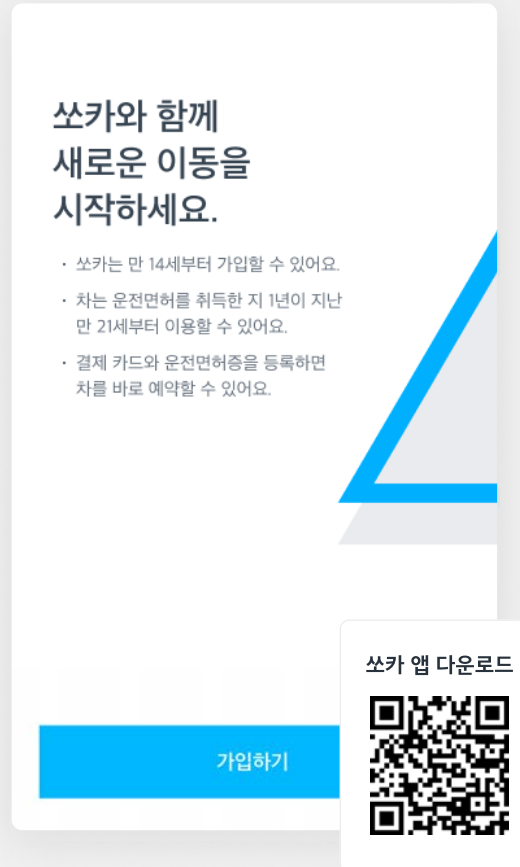 쏘카와 함께
새로운 이동을
시작하세요.
· 쏘카는 만 14세부터 가입할 수 있어요.
· 차는 운전면허를 취득한 지 1년이 지난
만 21세부터 이용할 수 있어요.
· 결제 카드와 운전면허증을 등록하면
차를 바로 예약할 수 있어요.
쏘카 앱 다운로드
가입하기